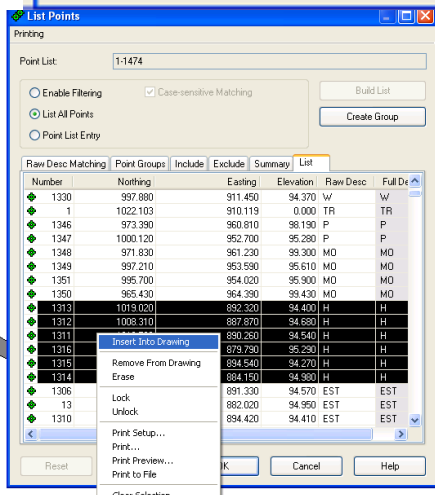 List Points
Printing
Point List: 1-1474
Enable Filtering Case-sensitive Matching Build List
List All Points Create Group
Point List Entry
Raw Desc Matching Point Groups Include Exclude Summary List
Number Northing Easting Elevation Raw Desc Full De
1330 997.880 911.450 94.370 W W
1 1022.103 910.119 0.000 TR TR
1346 973.390 960.810 98.190 P P
1347 1000.120 952.700 95.280 P P
1348 971.830 961.230 99.300 MO MO
1349 997.210 953.590 95.610 MO MO
1351 995.700 954.020 95.900 MO MO
1350 965.430 964.390 99.430 MO MO
1313 1019.020 892.320 94.400 H H
1312 1008.310 887.870 94.680 H H
1311 890.260 94.540 H H
1316 879.790 95.290 H H
1315 894.540 94.270 H H
1314 884.150 94.980 H H
1306 891.330 94.570 EST EST
13 882.020 94.950 EST EST
1310 894.420 94.410 EST EST
Insert Into Drawing
Remove From Drawing
Erase
Lock
Unlock
Print Setup...
Print...
Print Preview...
Print to File
Clear Selection
Reset K Cancel Help